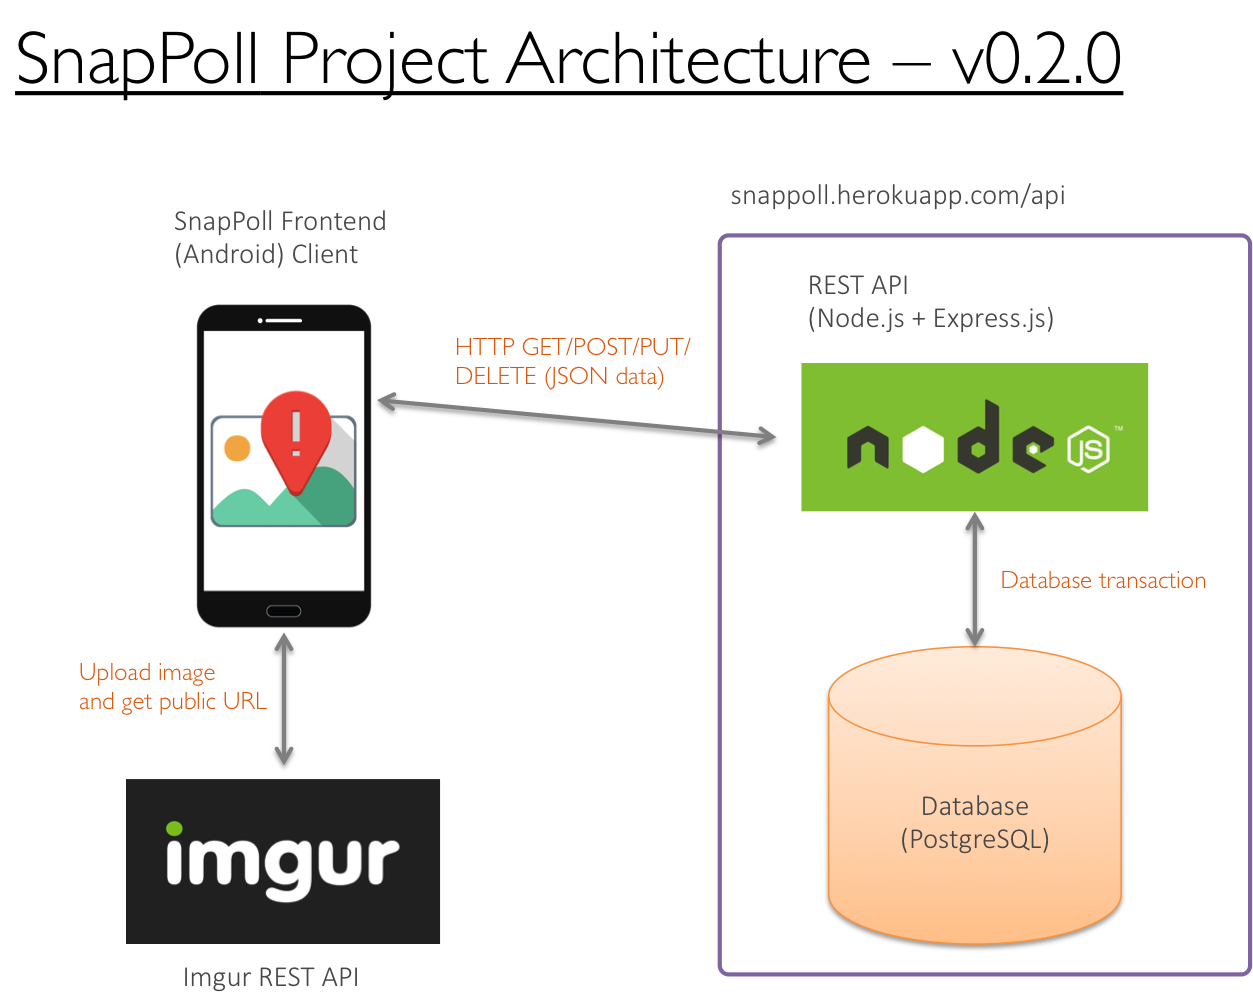 SnapPoll Project Architecture – v0.2.0
snappoll.herokuapp.com/api
SnapPoll Frontend
(Android) Client
REST API
(Node.js + Express.js)
HTTP GET/POST/PUT/
DELETE (JSON data)
!
node JS ™
Database transaction
Upload image
and get public URL
Database
(PostgreSQL)
imgur
Imgur REST API